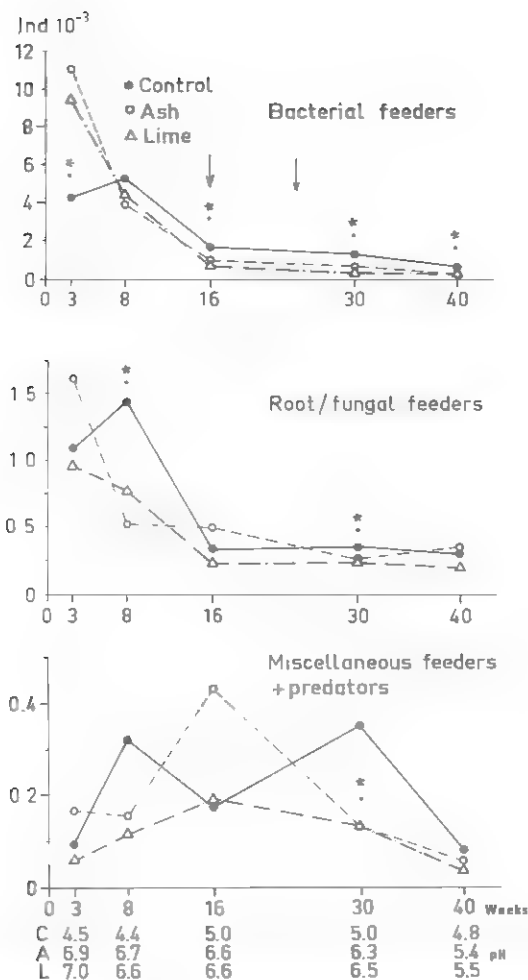 Ind 10⁻³
12
10
8
6
4
2
0
● Control
○ Ash
△ Lime
Bacterial feeders
*
*
*
*
0 3 8 16 30 40
1 5
1 0
0 5
0
Root/fungal feeders
*
*
0 3 8 16 30 40
0.4
0.2
0
Miscellaneous feeders
+predators
*
0 3 8 16 30 40 Weeks
C 4.5 4.4 5.0 5.0 4.8
A 6.9 6.7 6.6 6.3 5.4 pH
L 7.0 6.6 6.6 6.5 5.5